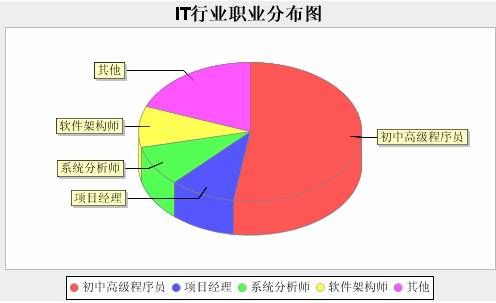 IT行业职业分布图
其他
软件架构师
初中高级程序员
系统分析师
项目经理
初中高级程序员 项目经理 系统分析师 软件架构师 其他